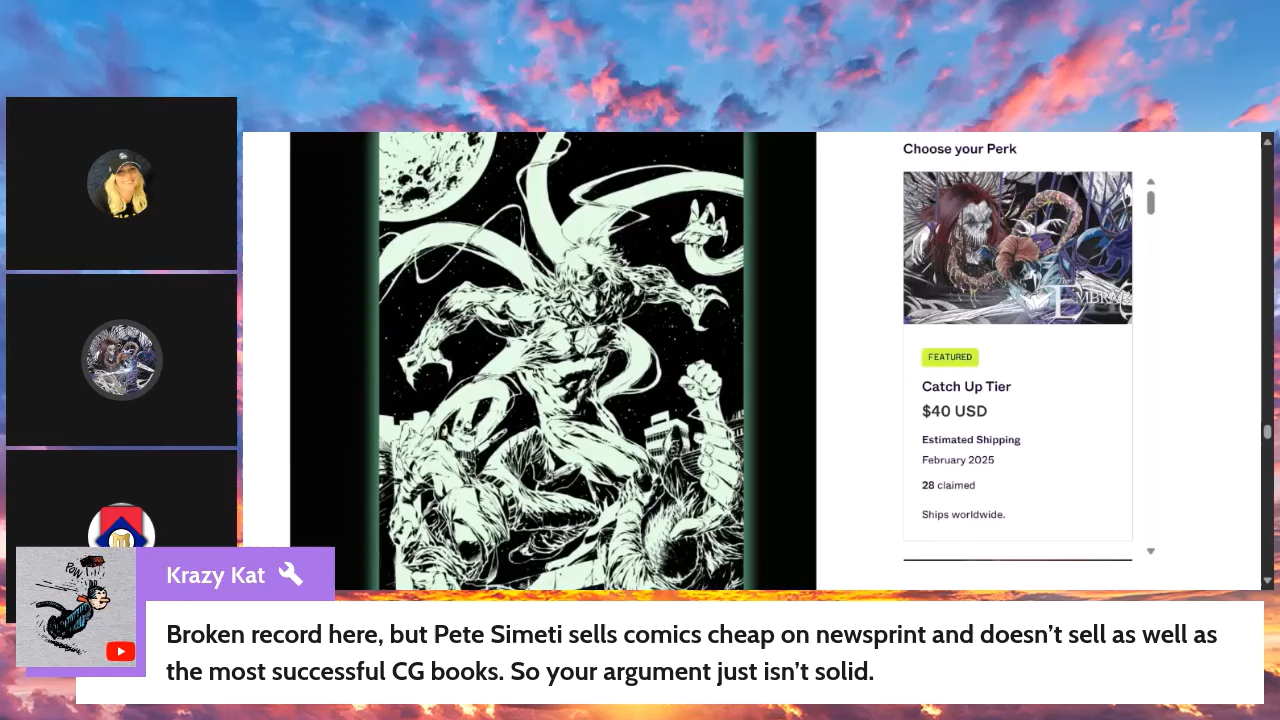 Choose your Perk
FEATURED
Catch Up Tier
$40 USD
Estimated Shipping
February 2025
28 claimed
Ships worldwide.
Krazy Kat
Broken record here, but Pete Simeti sells comics cheap on newsprint and doesn’t sell as well as
the most successful CG books. So your argument just isn’t solid.